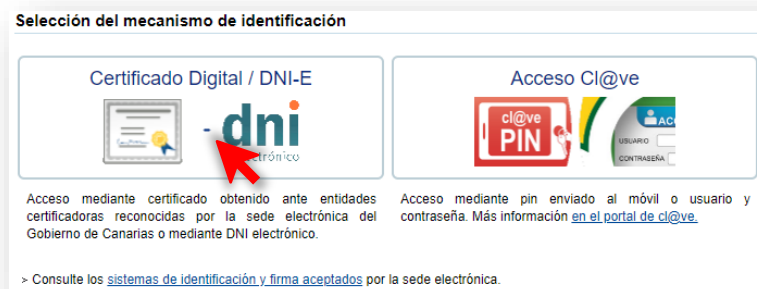 Selección del mecanismo de identificación
Certificado Digital / DNI-E
Acceso Cl@ve
- dni
cl@ve
PIN
USUARIO
CONTRASEÑA
Acceso mediante certificado obtenido ante entidades
certificadoras reconocidas por la sede electrónica del
Gobierno de Canarias o mediante DNI electrónico.
Acceso mediante pin enviado al móvil o usuario y
contraseña. Más información en el portal de cl@ve.
> Consulte los sistemas de identificación y firma aceptados por la sede electrónica.